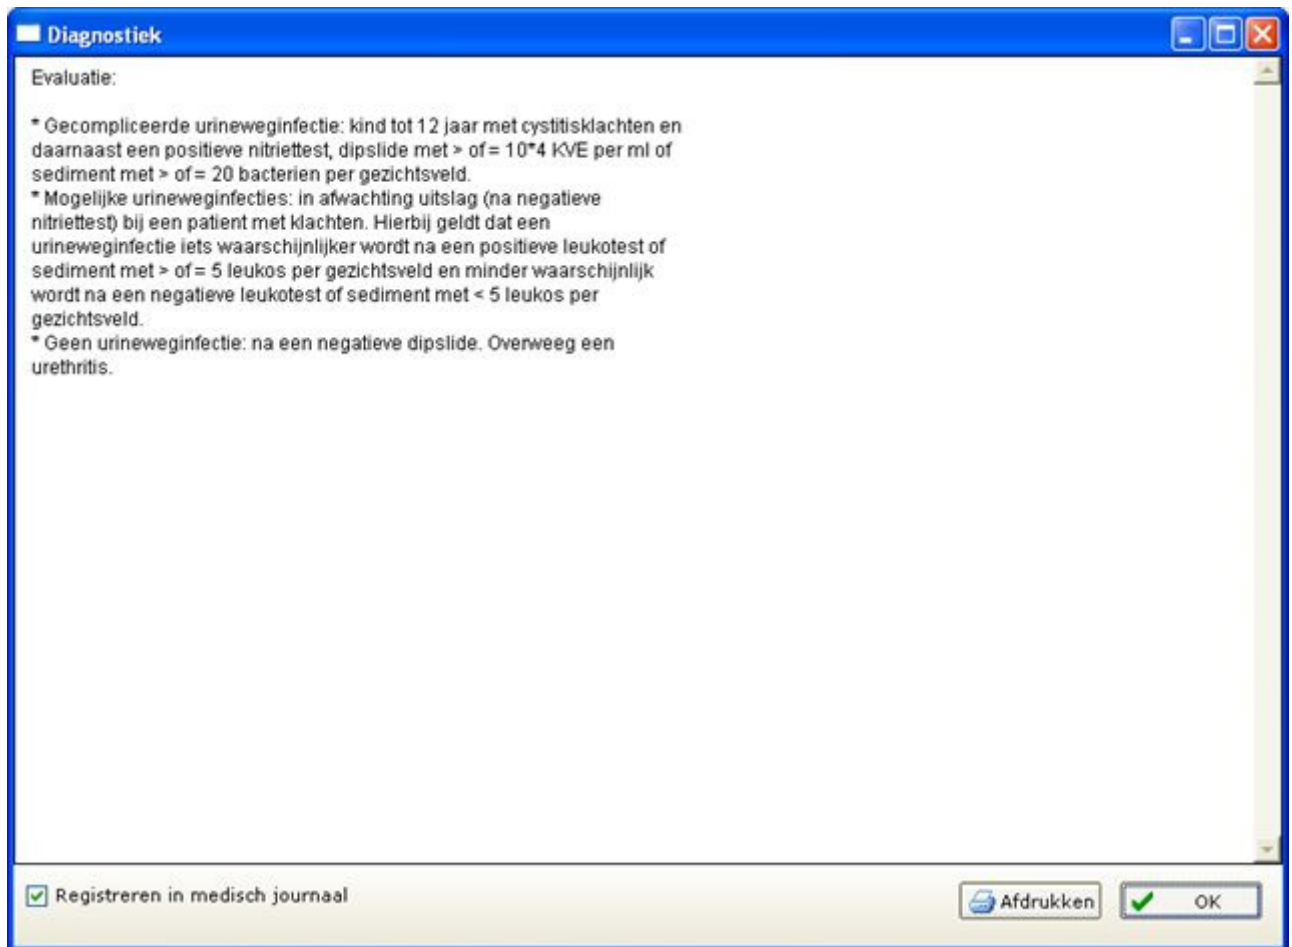 Diagnostiek
Evaluatie:
* Gecompliceerde urineweginfectie: kind tot 12 jaar met cystitisklachten en
daarnaast een positieve nitriettest, dipslide met > of = 10*4 KVE per ml of
sediment met > of = 20 bacterien per gezichtsveld.
* Mogelijke urineweginfecties: in afwachting uitslag (na negatieve
nitriettest) bij een patient met klachten. Hierbij geldt dat een
urineweginfectie iets waarschijnlijker wordt na een positieve leukotest of
sediment met > of = 5 leukos per gezichtsveld en minder waarschijnlijk
wordt na een negatieve leukotest of sediment met < 5 leukos per
gezichtsveld.
* Geen urineweginfectie: na een negatieve dipslide. Overweeg een
urethritis.
Registreren in medisch journaal
Afdrukken
OK